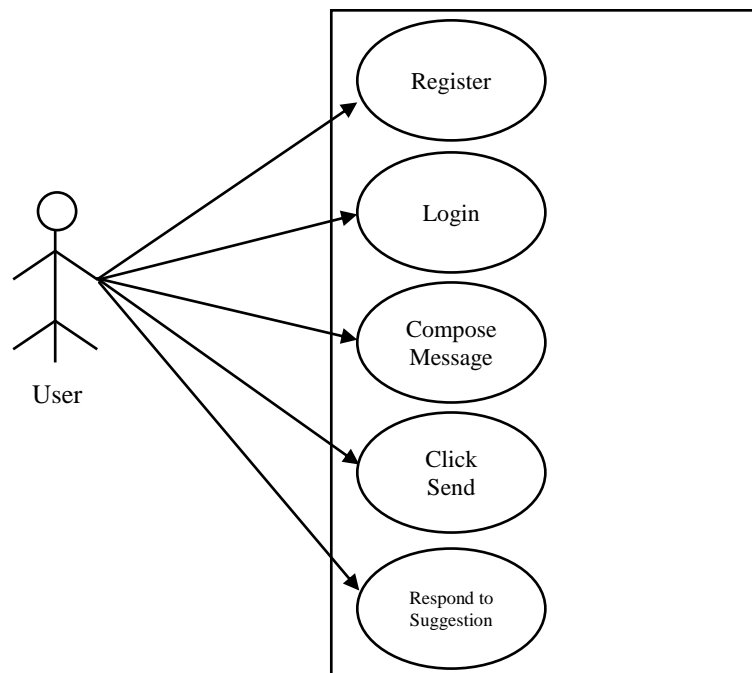 Register
Login
Compose
Message
User
Click
Send
Respond to
Suggestion